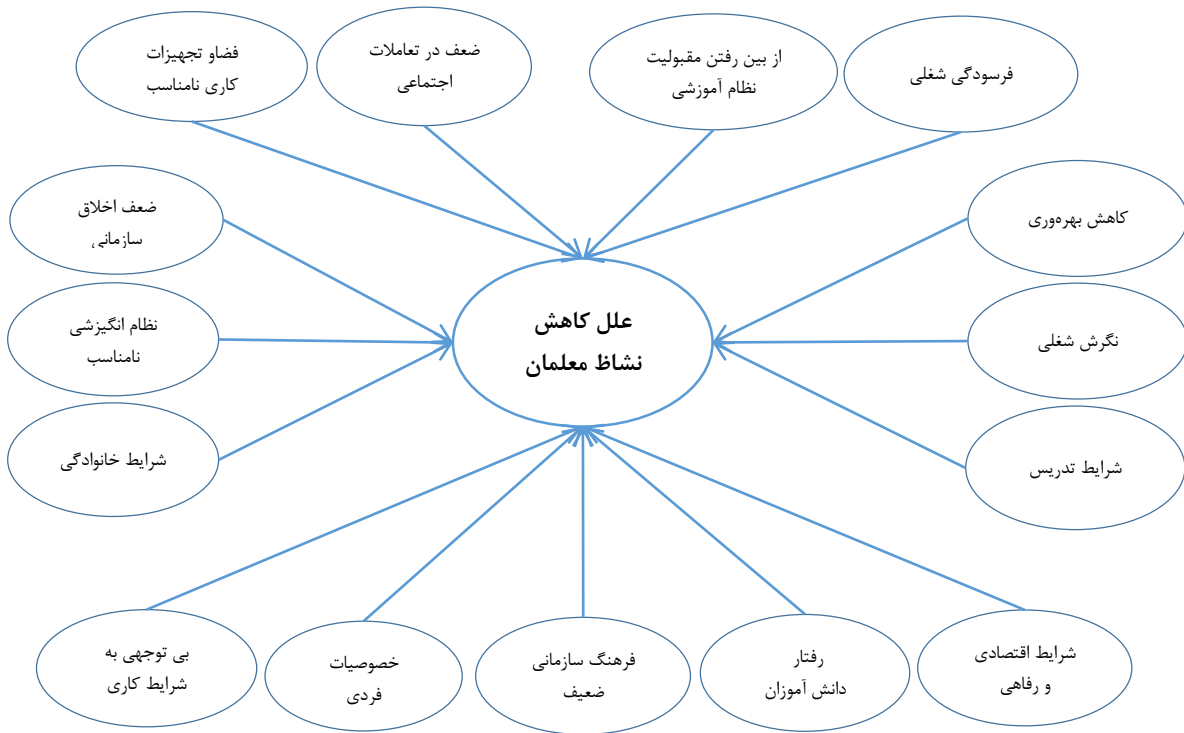 فرسودگی شغلی
از بین رفتن مقبولیت
نظام آموزشی
ضعف در تعاملات
اجتماعی
فضاو تجهیزات
کاری نامناسب
کاهش بهره‌وری
ضعف اخلاق
سازمانی
علل کاهش
نشاظ معلمان
نگرش شغلی
نظام انگیزشی
نامناسب
شرایط تدریس
شرایط خانوادگی
شرایط اقتصادی
و رفاهی
رفتار
دانش آموزان
فرهنگ سازمانی
ضعیف
خصوصیات
فردی
بی توجهی به
شرایط کاری